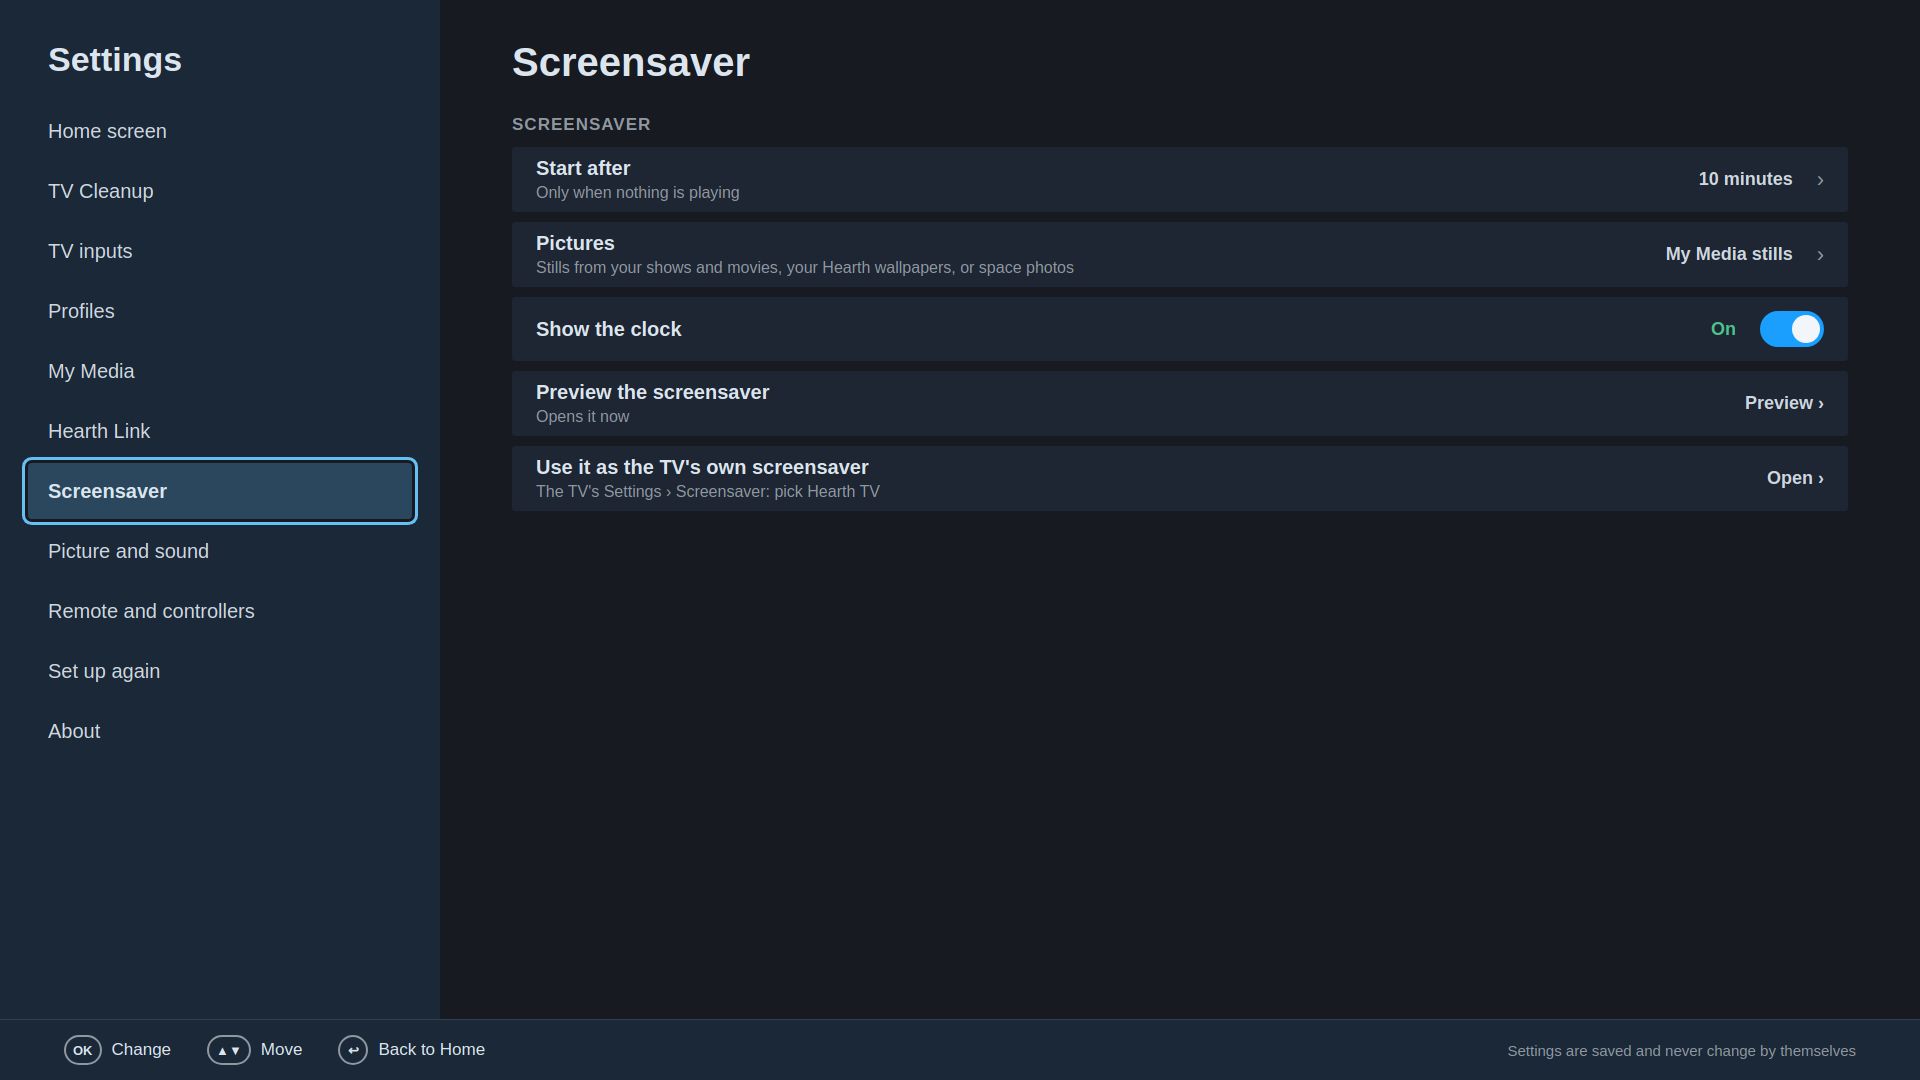 Settings
Home screen
TV Cleanup
TV inputs
Profiles
My Media
Hearth Link
Screensaver
Picture and sound
Remote and controllers
Set up again
About
Screensaver
SCREENSAVER
Start after
Only when nothing is playing
10 minutes ›
Pictures
Stills from your shows and movies, your Hearth wallpapers, or space photos
My Media stills ›
Show the clock
On
Preview the screensaver
Opens it now
Preview ›
Use it as the TV's own screensaver
The TV's Settings › Screensaver: pick Hearth TV
Open ›
OK Change ▲▼ Move ↩ Back to Home
Settings are saved and never change by themselves